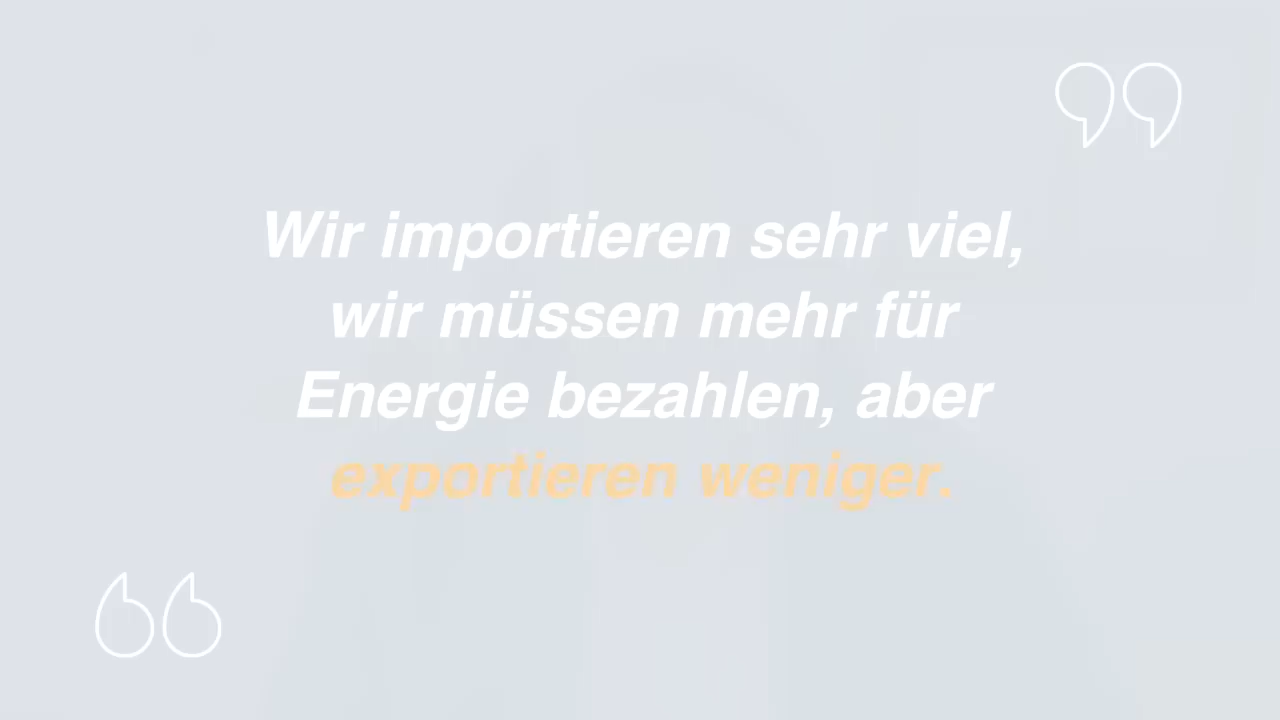 Wir importieren sehr viel,
wir müssen mehr für
Energie bezahlen, aber
exportieren weniger.